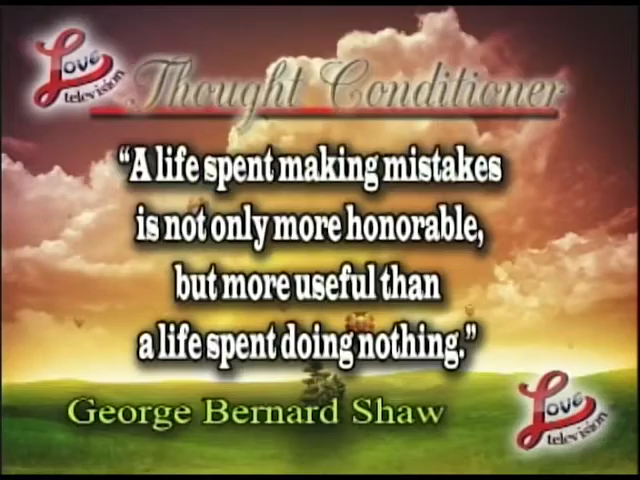 Love
television
Thought Conditioner
“A life spent making mistakes
is not only more honorable,
but more useful than
a life spent doing nothing.”
George Bernard Shaw
Love
television